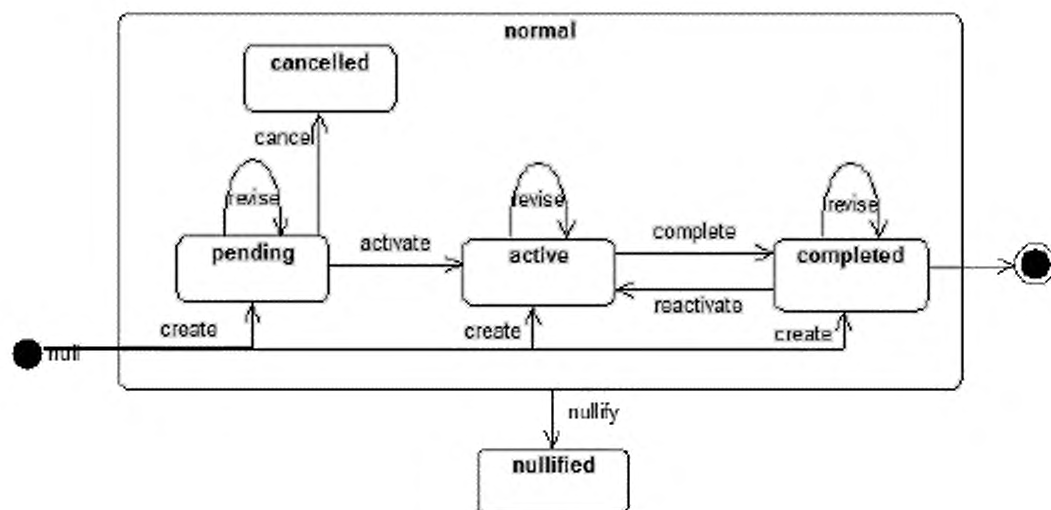 normal
cancelled
cancel
revise
revise
revise
pending
activate
active
complete
completed
reactivate
create
create
create
null
nullify
nullified